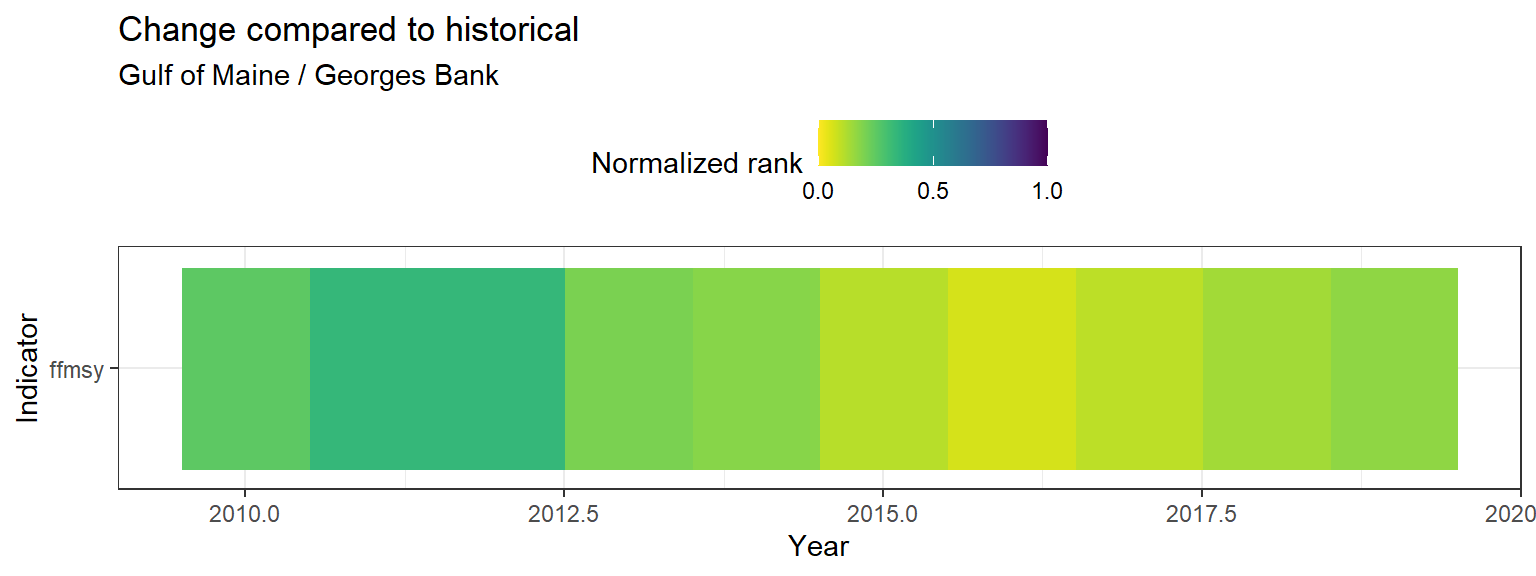 Change compared to historical
Gulf of Maine / Georges Bank
Normalized rank
0.0 0.5 1.0
Indicator
ffmsy
2010.0 2012.5 2015.0 2017.5 2020
Year